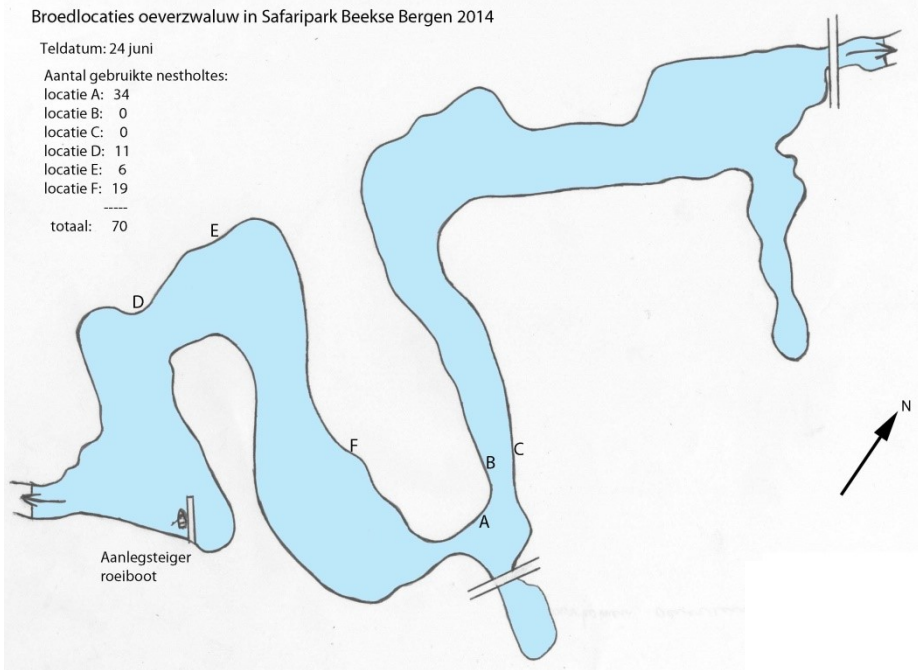 Broedlocaties oeverzwaluw in Safaripark Beekse Bergen 2014
Teldatum: 24 juni
Aantal gebruikte nestholtes:
locatie A: 34
locatie B: 0
locatie C: 0
locatie D: 11
locatie E: 6
locatie F: 19
-----
totaal: 70
E
D
N
F
B
C
A
Aanlegsteiger
roeiboot